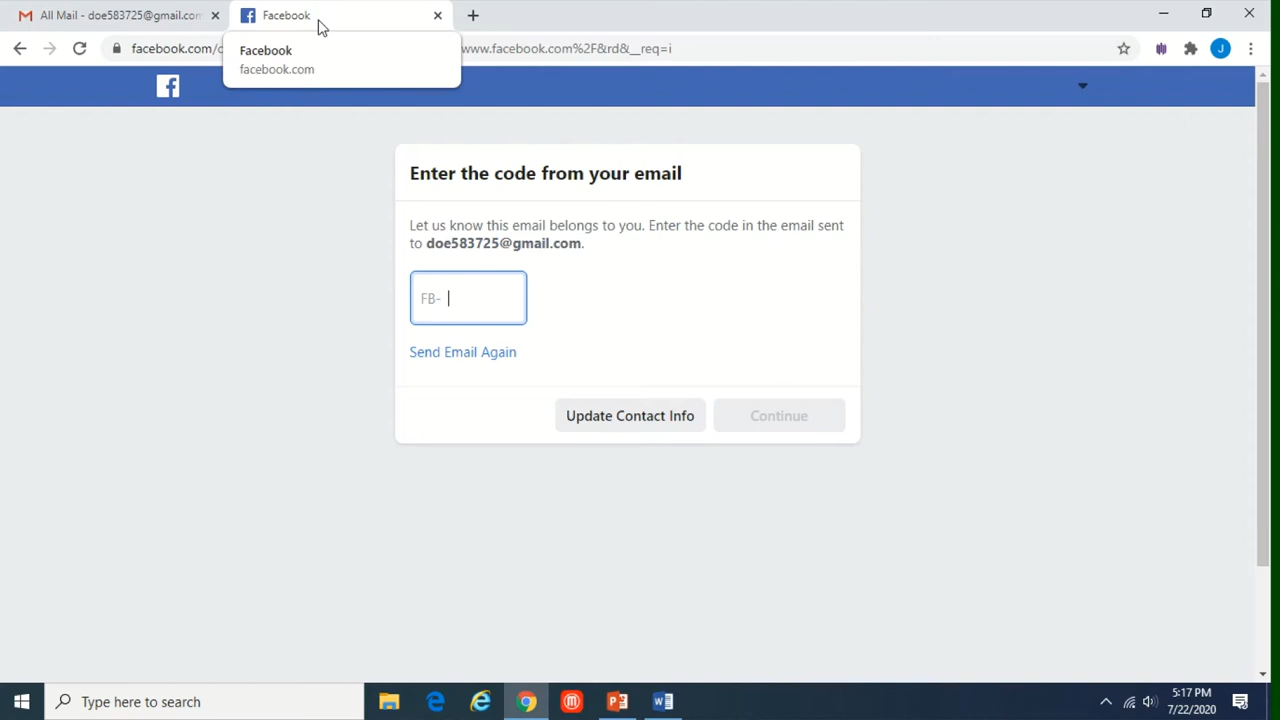 All Mail - doe583725@gmail.com
Facebook
facebook.com/
www.facebook.com%2F&rd&__req=i
J
Facebook
facebook.com
Enter the code from your email
Let us know this email belongs to you. Enter the code in the email sent
to doe583725@gmail.com.
FB-
Send Email Again
Update Contact Info
Continue
Type here to search
5:17 PM
7/22/2020